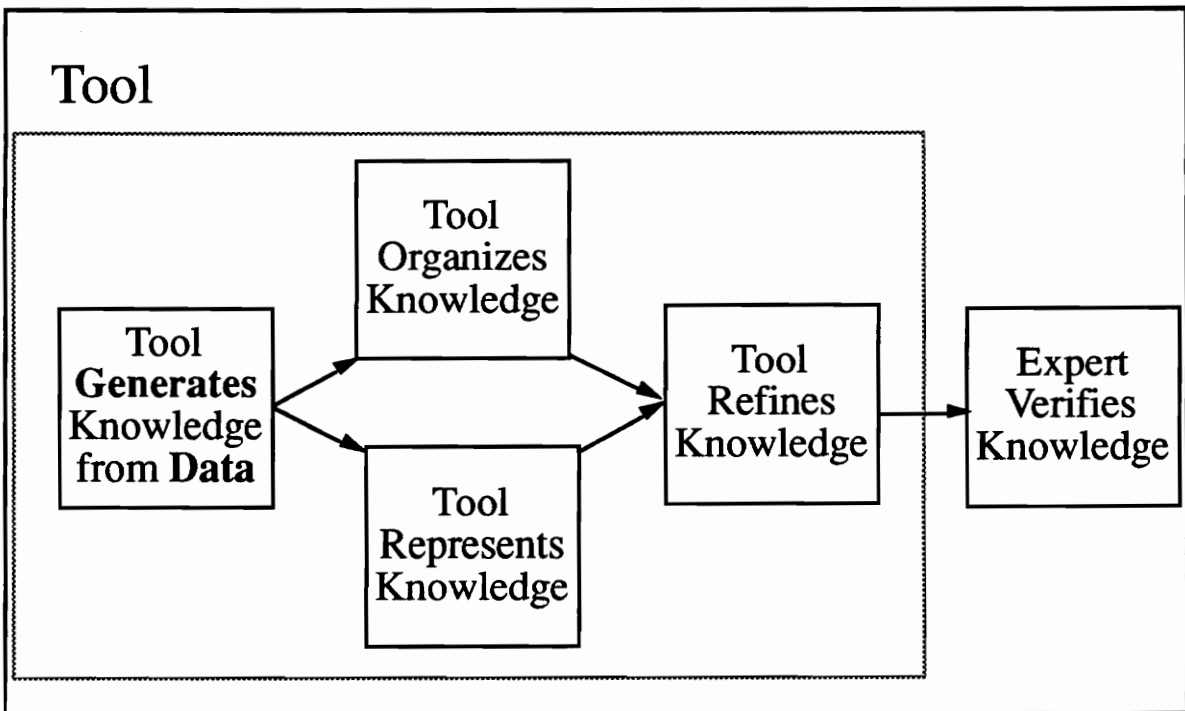 Tool
Tool
Generates
Knowledge
from Data
Tool
Organizes
Knowledge
Tool
Represents
Knowledge
Tool
Refines
Knowledge
Expert
Verifies
Knowledge